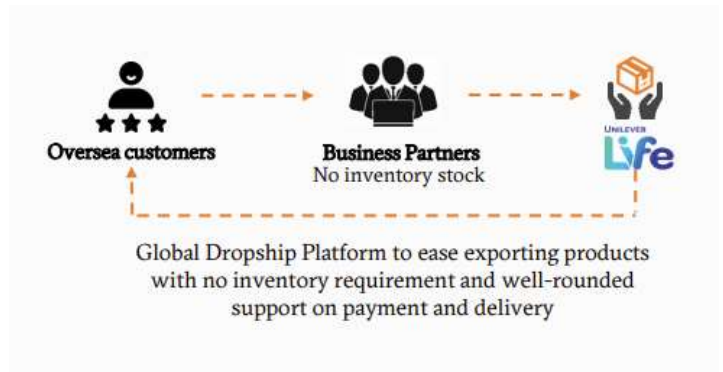 Oversea customers
Business Partners
No inventory stock
UNILEVER
Life
Global Dropship Platform to ease exporting products
with no inventory requirement and well-rounded
support on payment and delivery